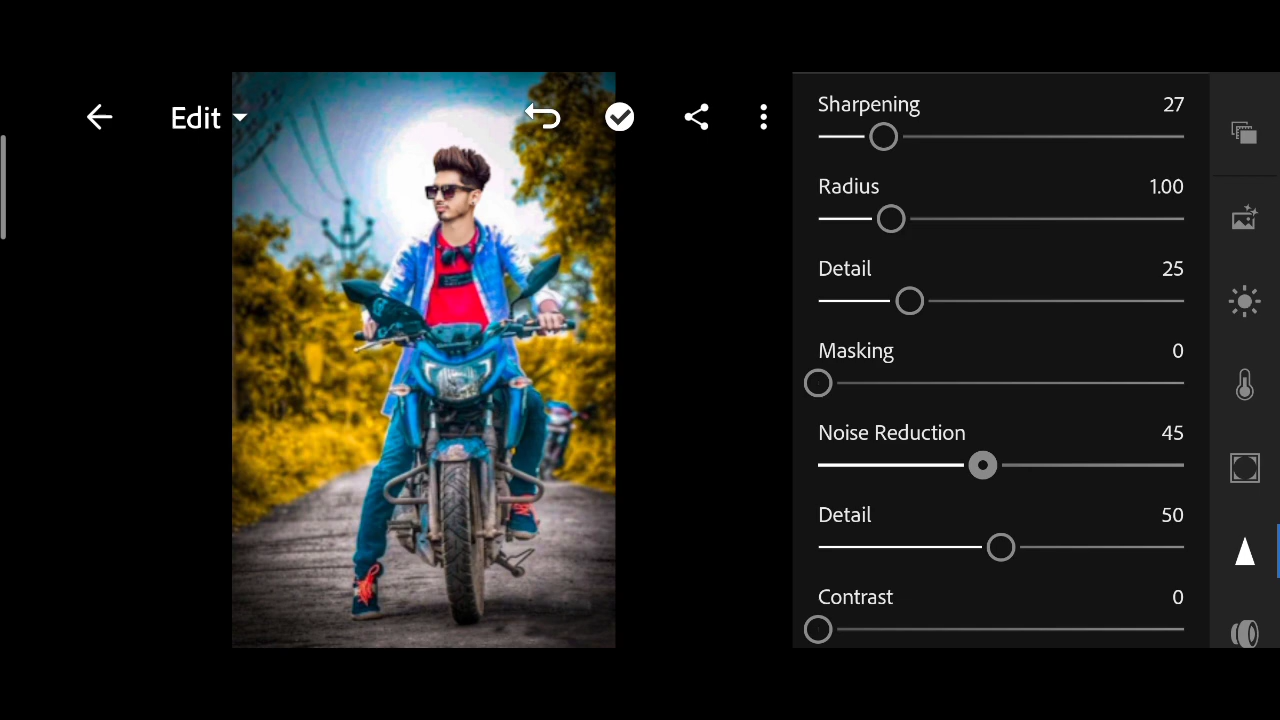 Edit
Sharpening 27
Radius 1.00
Detail 25
Masking 0
Noise Reduction 45
Detail 50
Contrast 0